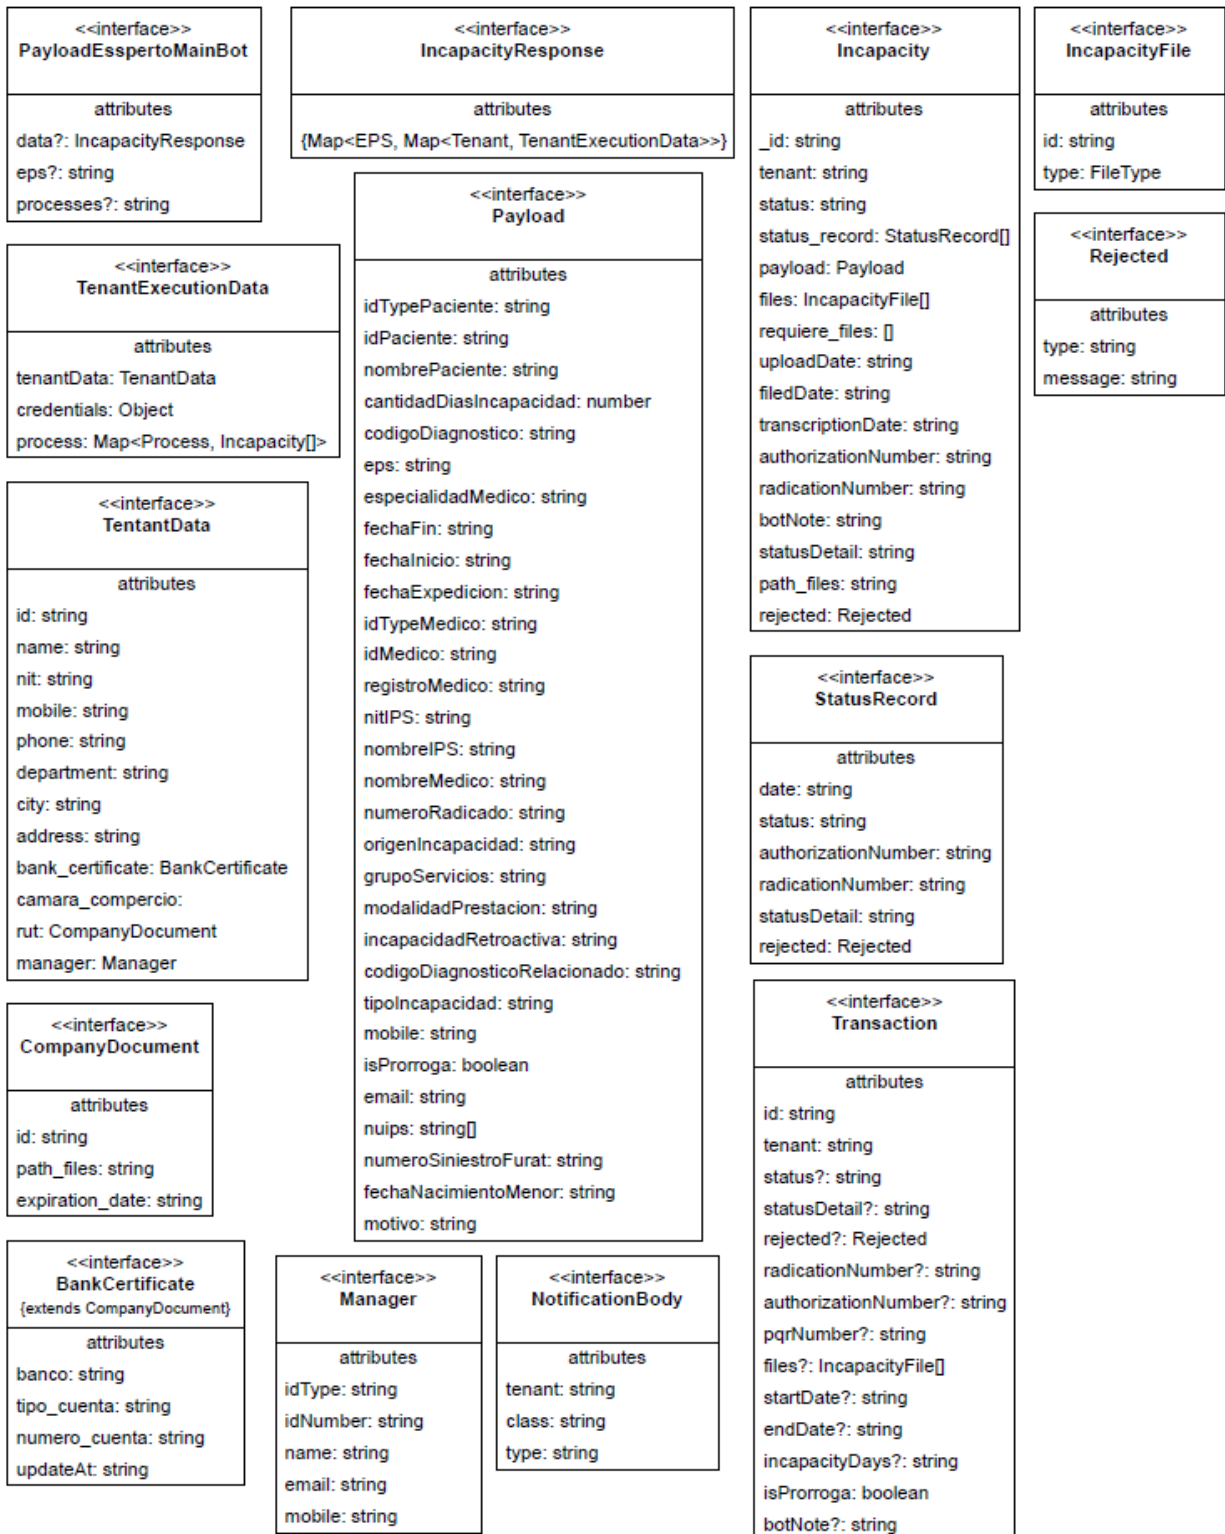 <<interface>>
PayloadEsspertoMainBot
attributes
data?: IncapacityResponse
eps?: string
processes?: string
<<interface>>
IncapacityResponse
attributes
{Map<EPS, Map<Tenant, TenantExecutionData>>}
<<interface>>
Incapacity
attributes
_id: string
tenant: string
status: string
status_record: StatusRecord[]
payload: Payload
files: IncapacityFile[]
requiere_files: []
uploadDate: string
filedDate: string
transcriptionDate: string
authorizationNumber: string
radicationNumber: string
botNote: string
statusDetail: string
path_files: string
rejected: Rejected
<<interface>>
IncapacityFile
attributes
id: string
type: FileType
<<interface>>
Rejected
attributes
type: string
message: string
<<interface>>
TenantExecutionData
attributes
tenantData: TenantData
credentials: Object
process: Map<Process, Incapacity[]>
<<interface>>
Payload
attributes
idTypePaciente: string
idPaciente: string
nombrePaciente: string
cantidadDiasIncapacidad: number
codigoDiagnostico: string
eps: string
especialidadMedico: string
fechaFin: string
fechaInicio: string
fechaExpedicion: string
idTypeMedico: string
idMedico: string
registroMedico: string
nitIPS: string
nombreIPS: string
nombreMedico: string
numeroRadicado: string
origenIncapacidad: string
grupoServicios: string
modalidadPrestacion: string
incapacidadRetroactiva: string
codigoDiagnosticoRelacionado: string
tipoIncapacidad: string
mobile: string
isProrroga: boolean
email: string
nuips: string[]
numeroSiniestroFurat: string
fechaNacimientoMenor: string
motivo: string
<<interface>>
TentantData
attributes
id: string
name: string
nit: string
mobile: string
phone: string
department: string
city: string
address: string
bank_certificate: BankCertificate
camara_compercio:
rut: CompanyDocument
manager: Manager
<<interface>>
StatusRecord
attributes
date: string
status: string
authorizationNumber: string
radicationNumber: string
statusDetail: string
rejected: Rejected
<<interface>>
CompanyDocument
attributes
id: string
path_files: string
expiration_date: string
<<interface>>
Transaction
attributes
id: string
tenant: string
status?: string
statusDetail?: string
rejected?: Rejected
radicationNumber?: string
authorizationNumber?: string
pqrNumber?: string
files?: IncapacityFile[]
startDate?: string
endDate?: string
incapacityDays?: string
isProrroga: boolean
botNote?: string
<<interface>>
BankCertificate
{extends CompanyDocument}
attributes
banco: string
tipo_cuenta: string
numero_cuenta: string
updateAt: string
<<interface>>
Manager
attributes
idType: string
idNumber: string
name: string
email: string
mobile: string
<<interface>>
NotificationBody
attributes
tenant: string
class: string
type: string